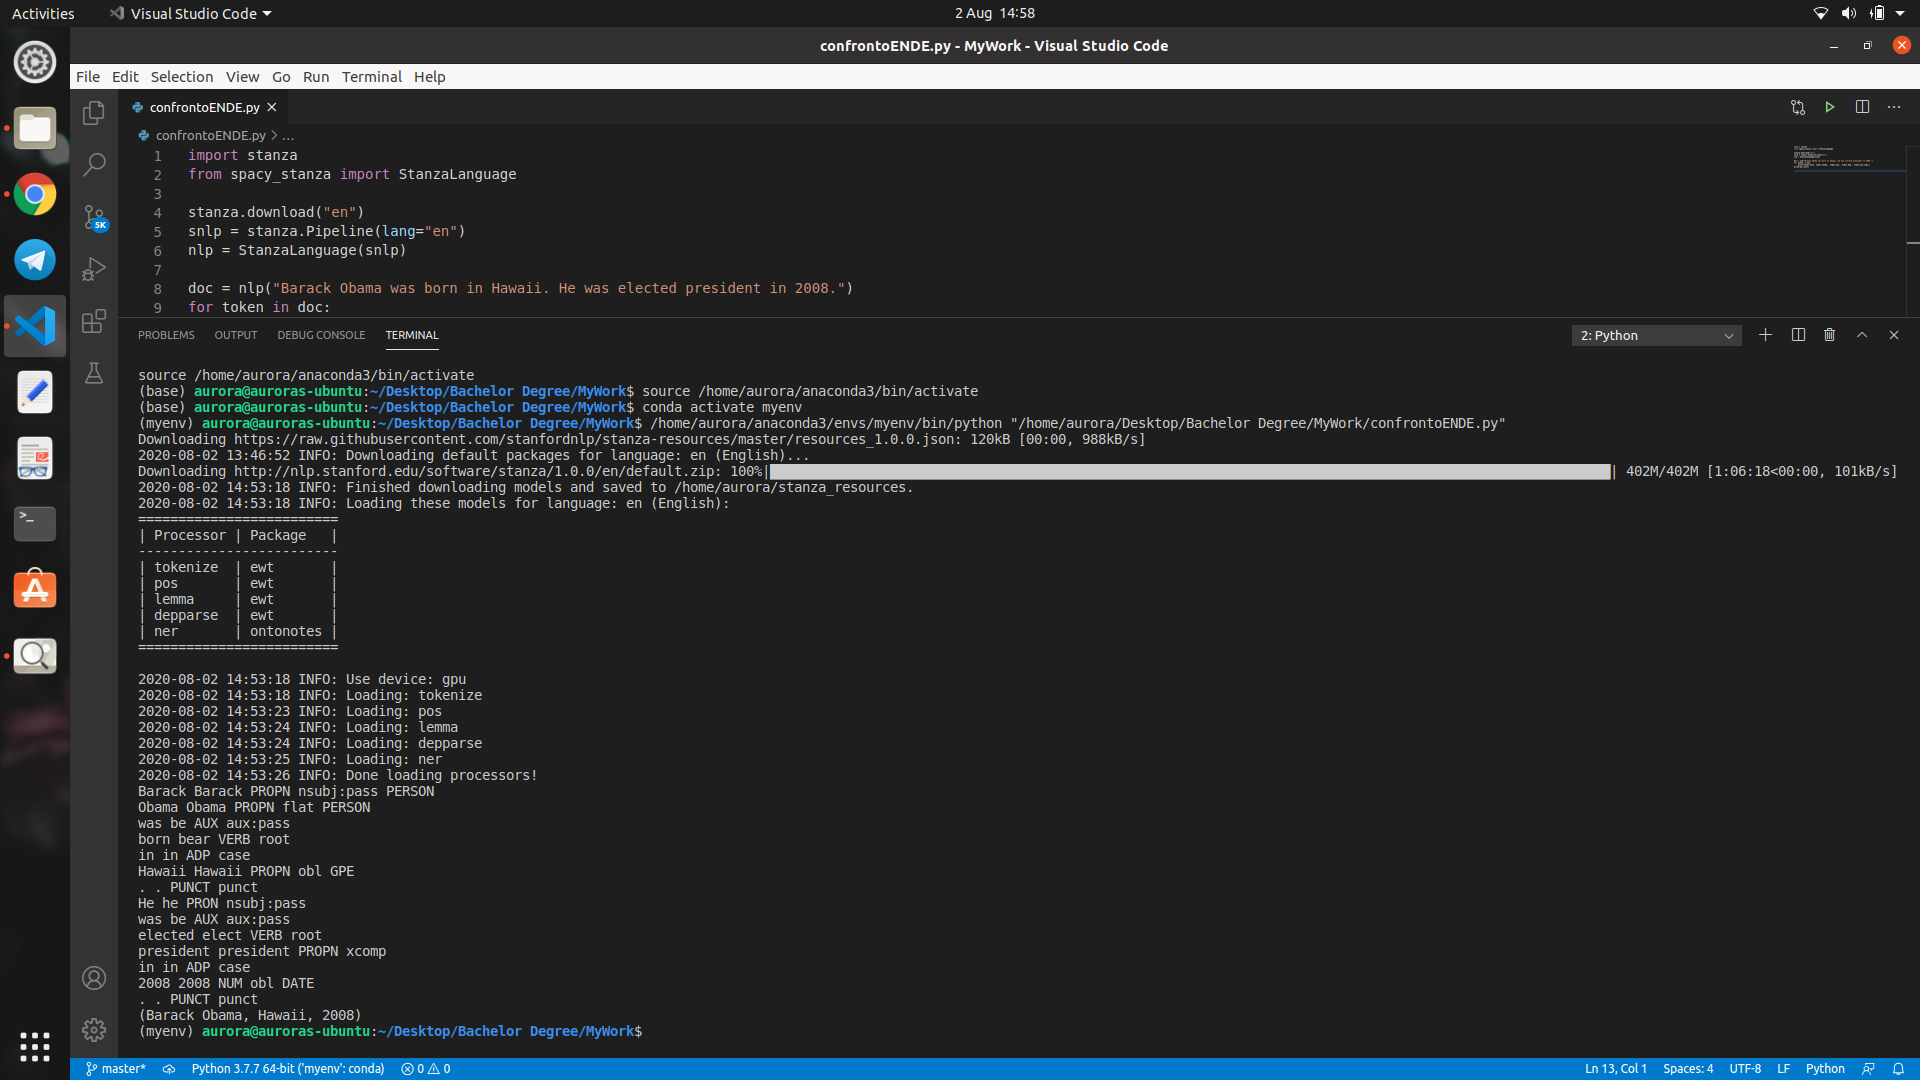 Activities
Visual Studio Code
2 Aug 14:58
confrontoENDE.py - MyWork - Visual Studio Code
File Edit Selection View Go Run Terminal Help
confrontoENDE.py
confrontoENDE.py > ...
1 import stanza
2 from spacy_stanza import StanzaLanguage
3
4 stanza.download("en")
5 snlp = stanza.Pipeline(lang="en")
6 nlp = StanzaLanguage(snlp)
7
8 doc = nlp("Barack Obama was born in Hawaii. He was elected president in 2008.")
9 for token in doc:
5K
PROBLEMS OUTPUT DEBUG CONSOLE TERMINAL
2: Python
source /home/aurora/anaconda3/bin/activate
(base) aurora@auroras-ubuntu:~/Desktop/Bachelor Degree/MyWork$ source /home/aurora/anaconda3/bin/activate
(base) aurora@auroras-ubuntu:~/Desktop/Bachelor Degree/MyWork$ conda activate myenv
(myenv) aurora@auroras-ubuntu:~/Desktop/Bachelor Degree/MyWork$ /home/aurora/anaconda3/envs/myenv/bin/python "/home/aurora/Desktop/Bachelor Degree/MyWork/confrontoENDE.py"
Downloading https://raw.githubusercontent.com/stanfordnlp/stanza-resources/master/resources_1.0.0.json: 120kB [00:00, 988kB/s]
2020-08-02 13:46:52 INFO: Downloading default packages for language: en (English)...
Downloading http://nlp.stanford.edu/software/stanza/1.0.0/en/default.zip: 100%| | 402M/402M [1:06:18<00:00, 101kB/s]
2020-08-02 14:53:18 INFO: Finished downloading models and saved to /home/aurora/stanza_resources.
2020-08-02 14:53:18 INFO: Loading these models for language: en (English):
=========================
| Processor | Package   |
-------------------------
| tokenize  | ewt       |
| pos       | ewt       |
| lemma     | ewt       |
| depparse  | ewt       |
| ner       | ontonotes |
=========================
2020-08-02 14:53:18 INFO: Use device: gpu
2020-08-02 14:53:18 INFO: Loading: tokenize
2020-08-02 14:53:23 INFO: Loading: pos
2020-08-02 14:53:24 INFO: Loading: lemma
2020-08-02 14:53:24 INFO: Loading: depparse
2020-08-02 14:53:25 INFO: Loading: ner
2020-08-02 14:53:26 INFO: Done loading processors!
Barack Barack PROPN nsubj:pass PERSON
Obama Obama PROPN flat PERSON
was be AUX aux:pass
born bear VERB root
in in ADP case
Hawaii Hawaii PROPN obl GPE
. . PUNCT punct
He he PRON nsubj:pass
was be AUX aux:pass
elected elect VERB root
president president PROPN xcomp
in in ADP case
2008 2008 NUM obl DATE
. . PUNCT punct
(Barack Obama, Hawaii, 2008)
(myenv) aurora@auroras-ubuntu:~/Desktop/Bachelor Degree/MyWork$
master* Python 3.7.7 64-bit ('myenv': conda) 0 0 Ln 13, Col 1 Spaces: 4 UTF-8 LF Python